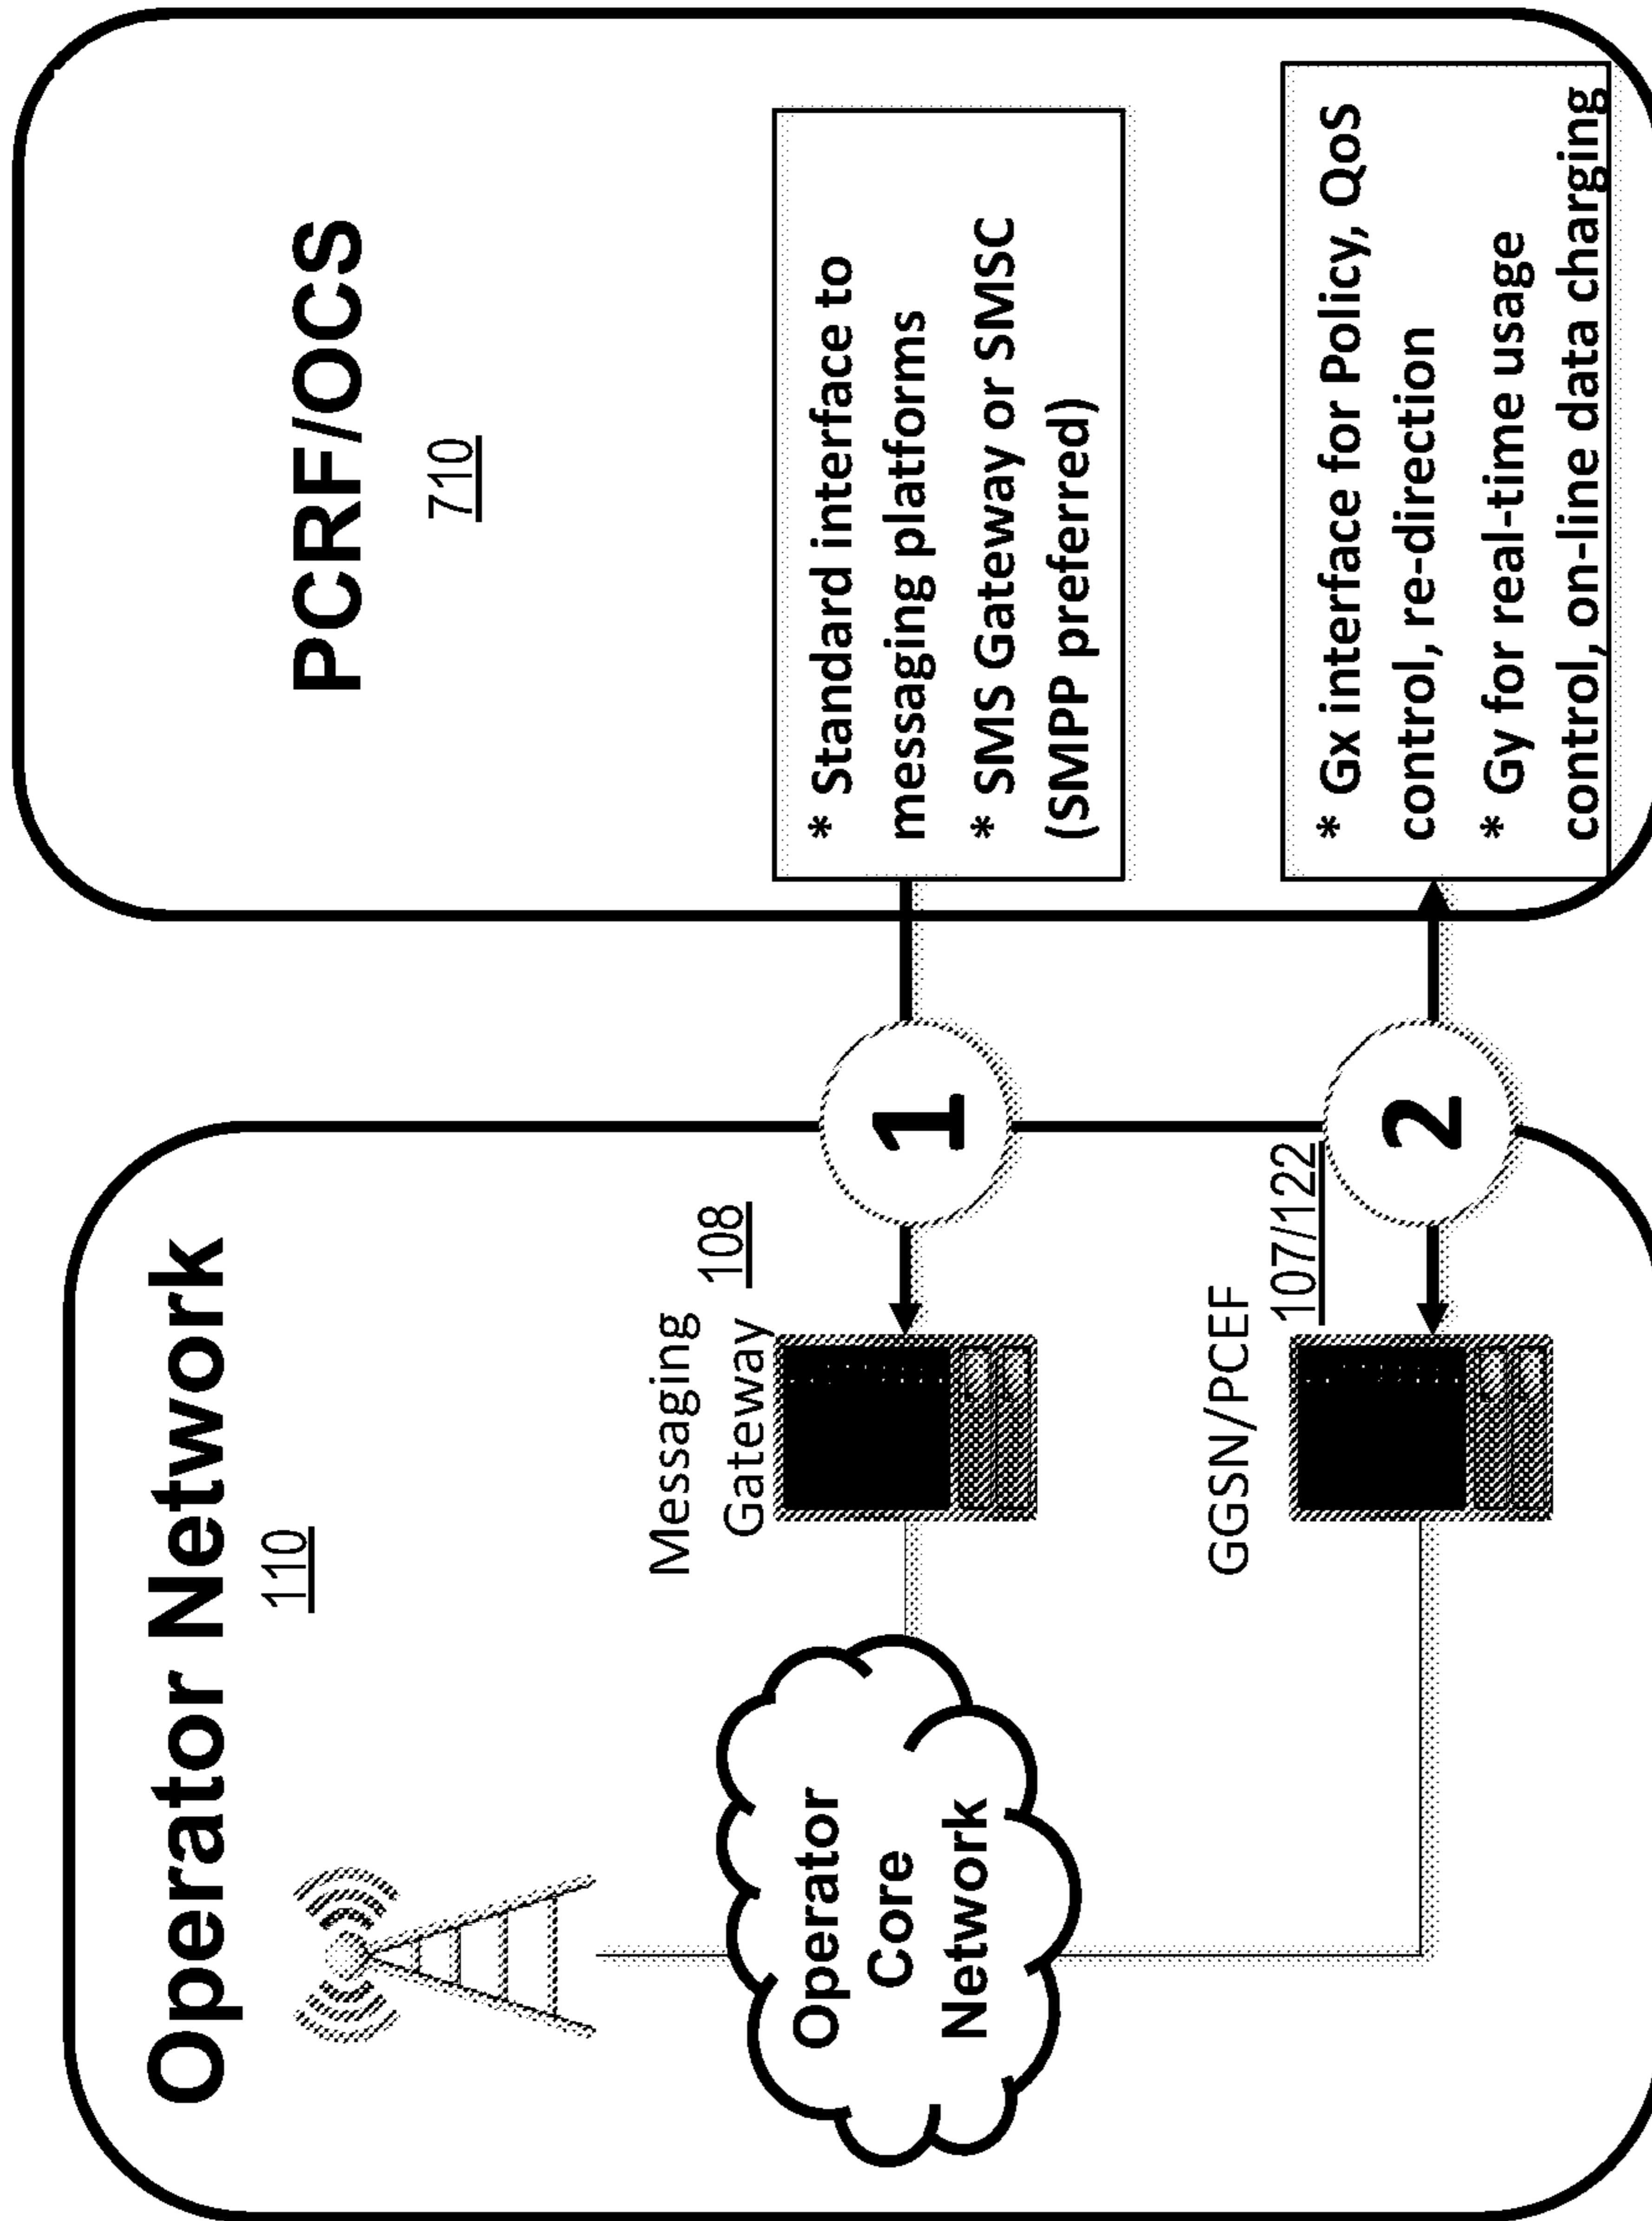 Operator Network
110
Operator
Core
Network
Messaging
Gateway
108
GGSN/PCEF
107/122
1
2
PCRF/OCS
710
* Standard interface to
messaging platforms
* SMS Gateway or SMSC
(SMPP preferred)
* Gx interface for Policy, QoS
control, re-direction
* Gy for real-time usage
control, on-line data charging